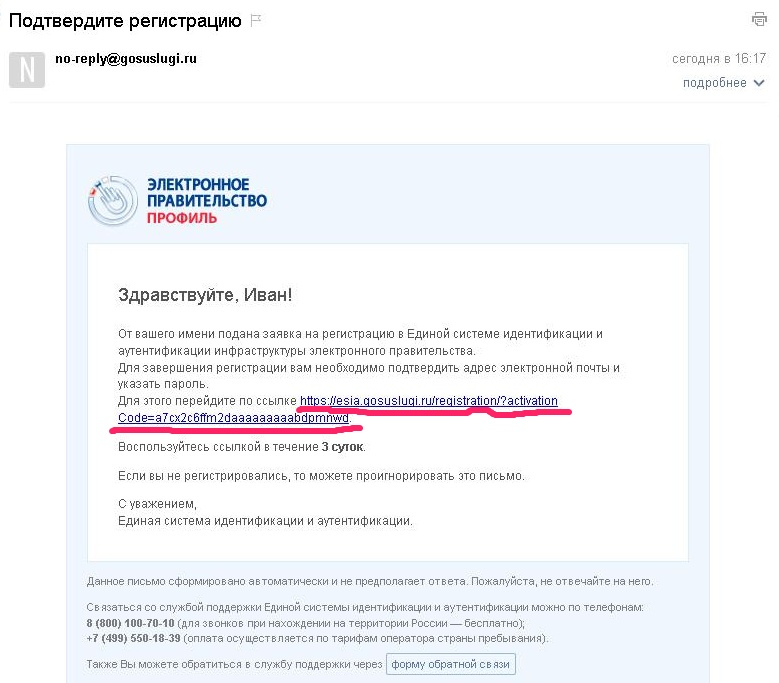 Подтвердите регистрацию
N
no-reply@gosuslugi.ru
сегодня в 16:17
подробнее
ЭЛЕКТРОННОЕ
ПРАВИТЕЛЬСТВО
ПРОФИЛЬ
Здравствуйте, Иван!
От вашего имени подана заявка на регистрацию в Единой системе идентификации и
аутентификации инфраструктуры электронного правительства.
Для завершения регистрации вам необходимо подтвердить адрес электронной почты и
указать пароль.
Для этого перейдите по ссылке https://esia.gosuslugi.ru/registration/?activation
Code=a7cx2c6ffm2daaaaaaaaabdpmnwd.
Воспользуйтесь ссылкой в течение 3 суток.
Если вы не регистрировались, то можете проигнорировать это письмо.
С уважением,
Единая система идентификации и аутентификации.
Данное письмо сформировано автоматически и не предполагает ответа. Пожалуйста, не отвечайте на него.
Связаться со службой поддержки Единой системы идентификации и аутентификации можно по телефонам:
8 (800) 100-70-10 (для звонков при нахождении на территории России — бесплатно);
+7 (499) 550-18-39 (оплата осуществляется по тарифам оператора страны пребывания).
Также Вы можете обратиться в службу поддержки через форму обратной связи